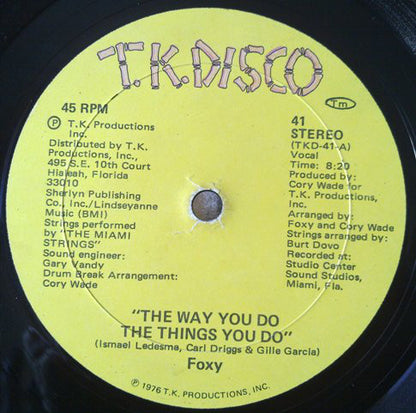 T.K. DISCO
Tm
45 RPM
Ⓟ T.K. Productions
Inc.
Distributed by T.K.
Productions, Inc.,
495 S.E. 10th Court
Hialeah, Florida
33010
Sherlyn Publishing
Co. Inc./Lindseyanne
Music (BMI)
Strings performed
by "THE MIAMI
STRINGS"
Sound engineer:
Gary Vandy
Drum Break Arrangement:
Cory Wade
41
STEREO
(TKD-41-A)
Vocal
Time: 8:20
Produced by:
Cory Wade for
T.K. Productions,
Inc.
Arranged by:
Foxy and Cory Wade
Strings arranged by:
Burt Dovo
Recorded at:
Studio Center
Sound Studios,
Miami, Fla.
"THE WAY YOU DO
THE THINGS YOU DO"
(Ismael Ledesma, Carl Driggs & Gille Garcia)
Foxy
Ⓟ 1976 T.K. PRODUCTIONS, INC.